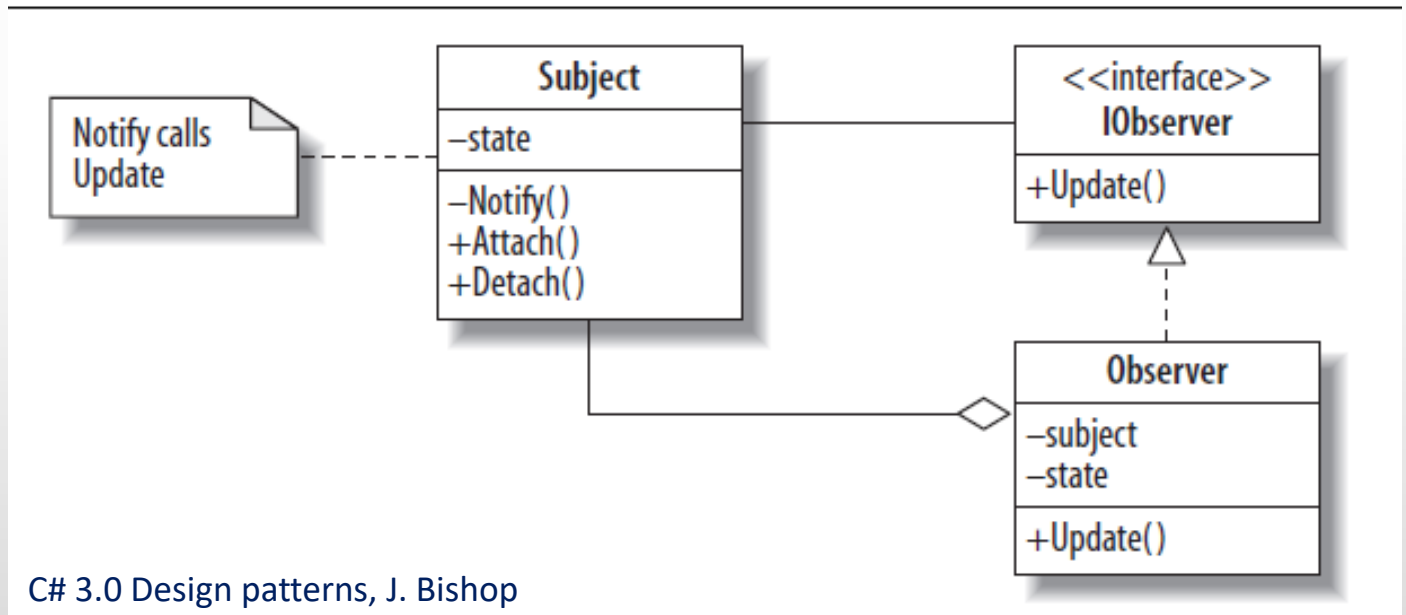 Notify calls
Update
Subject
–state
–Notify()
+Attach()
+Detach()
<<interface>>
IObserver
+Update()
Observer
–subject
–state
+Update()
C# 3.0 Design patterns, J. Bishop